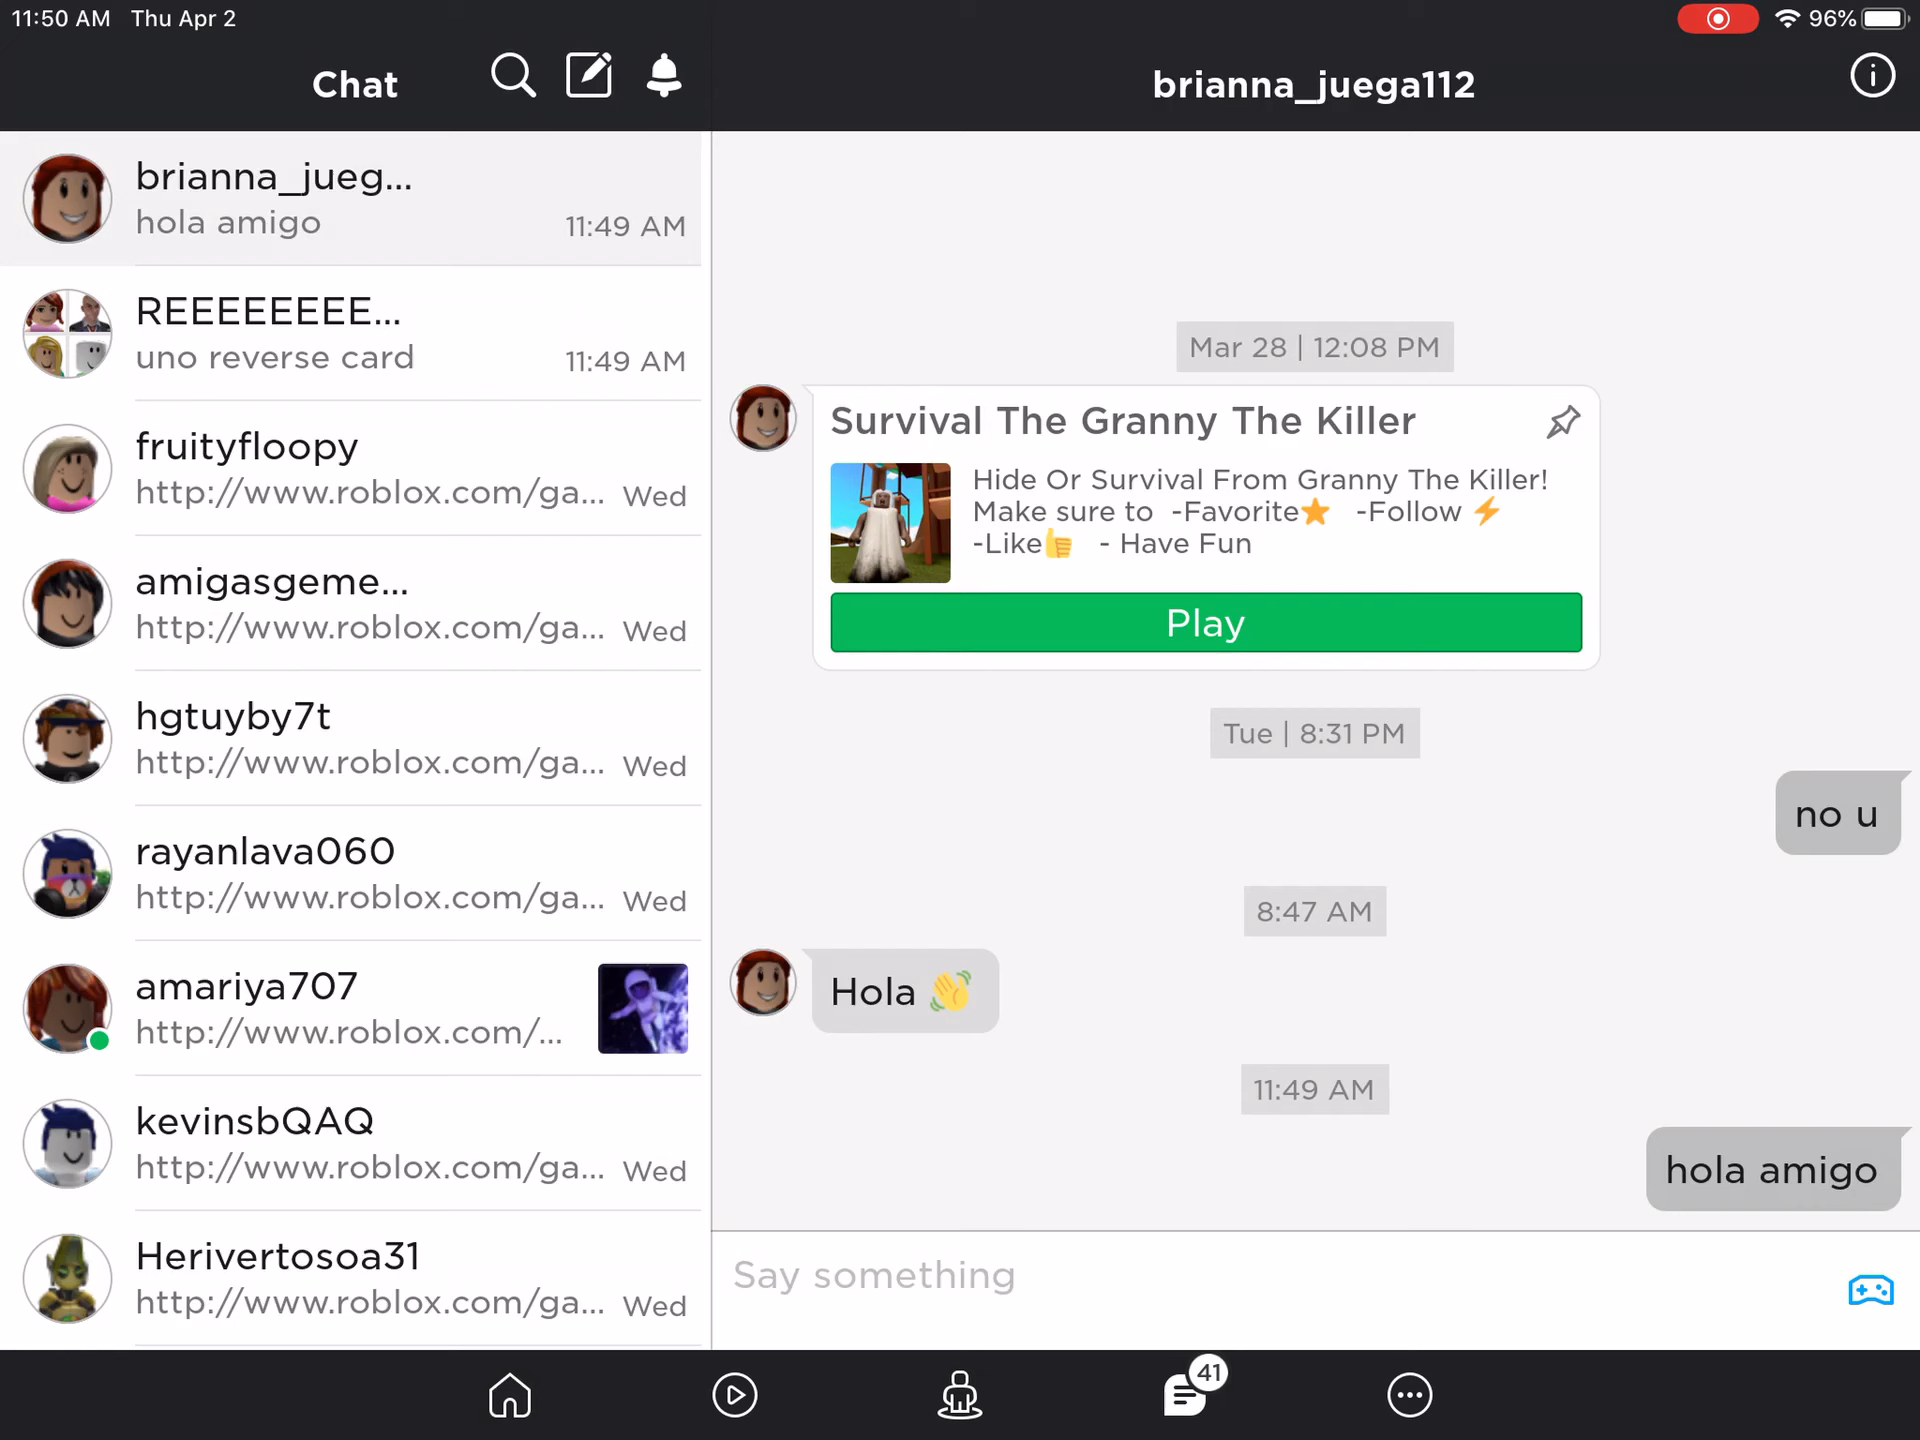 11:50 AM Thu Apr 2
96%
Chat
brianna_jueg...
hola amigo 11:49 AM
REEEEEEEE...
uno reverse card 11:49 AM
fruityfloopy
http://www.roblox.com/ga... Wed
amigasgeme...
http://www.roblox.com/ga... Wed
hgtuyby7t
http://www.roblox.com/ga... Wed
rayanlava060
http://www.roblox.com/ga... Wed
amariya707
http://www.roblox.com/...
kevinsbQAQ
http://www.roblox.com/ga... Wed
Herivertosoa31
http://www.roblox.com/ga... Wed
brianna_juega112
Mar 28 | 12:08 PM
Survival The Granny The Killer
Hide Or Survival From Granny The Killer!
Make sure to -Favorite⭐ -Follow ⚡
-Like👍 - Have Fun
Play
Tue | 8:31 PM
no u
8:47 AM
Hola 👋
11:49 AM
hola amigo
Say something
41